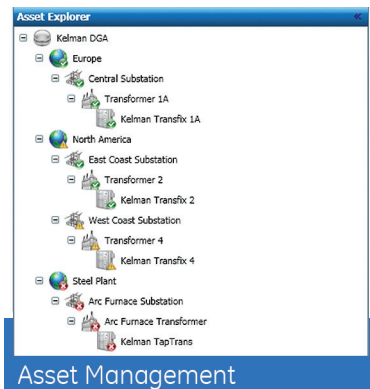 Asset Explorer
Kelman DGA
Europe
Central Substation
Transformer 1A
Kelman Transfix 1A
North America
East Coast Substation
Transformer 2
Kelman Transfix 2
West Coast Substation
Transformer 4
Kelman Transfix 4
Steel Plant
Arc Furnace Substation
Arc Furnace Transformer
Kelman TapTrans
Asset Management